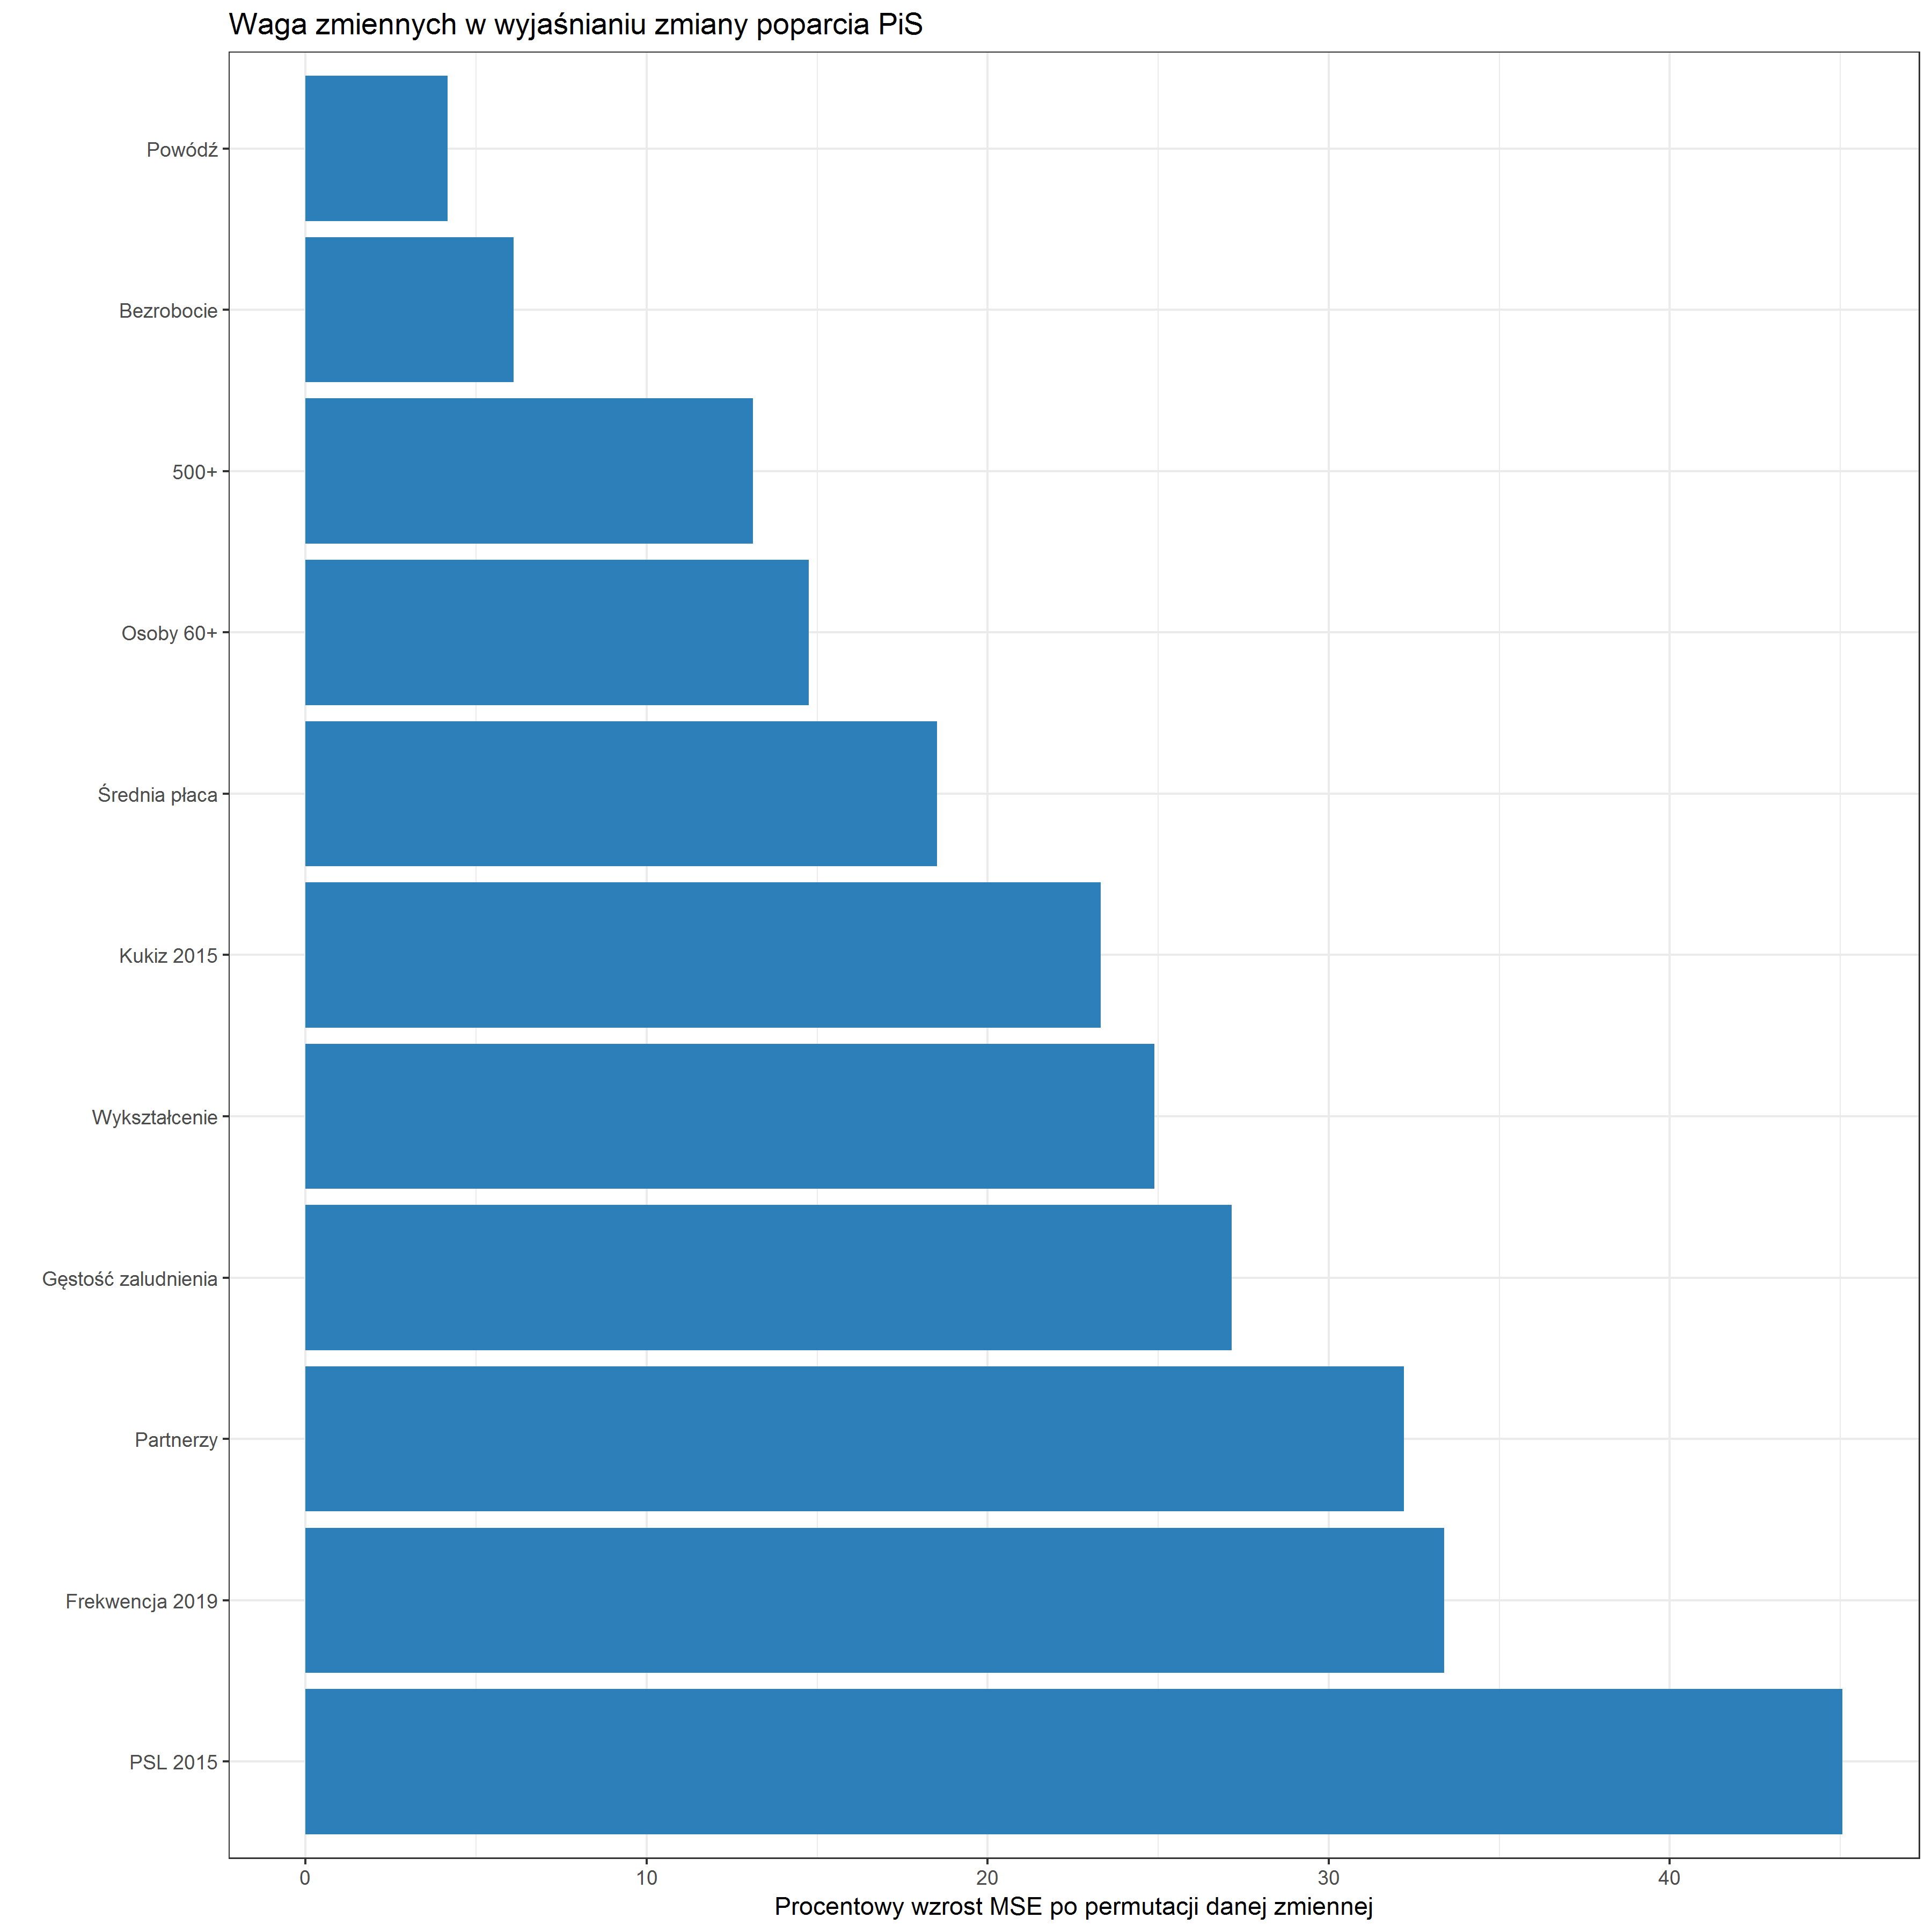 Waga zmiennych w wyjaśnianiu zmiany poparcia PiS
Powódź
Bezrobocie
500+
Osoby 60+
Średnia płaca
Kukiz 2015
Wykształcenie
Gęstość zaludnienia
Partnerzy
Frekwencja 2019
PSL 2015
0 10 20 30 40
Procentowy wzrost MSE po permutacji danej zmiennej